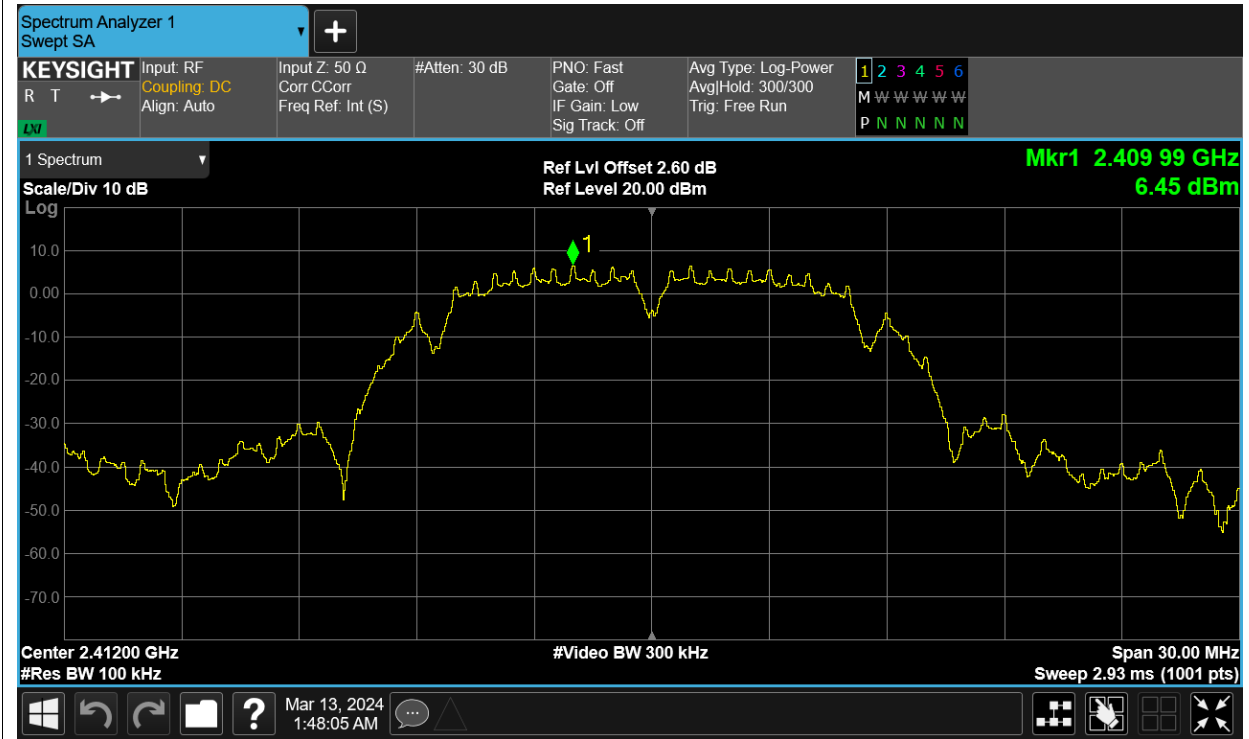 Spectrum Analyzer 1
Swept SA
+
KEYSIGHT
R T
LXI
Input: RF
Coupling: DC
Align: Auto
Input Z: 50 Ω
Corr CCorr
Freq Ref: Int (S)
#Atten: 30 dB
PNO: Fast
Gate: Off
IF Gain: Low
Sig Track: Off
Avg Type: Log-Power
Avg|Hold: 300/300
Trig: Free Run
1 2 3 4 5 6
M W W W W W
P N N N N N N
1 Spectrum
Scale/Div 10 dB
Log
Ref Lvl Offset 2.60 dB
Ref Level 20.00 dBm
Mkr1 2.409 99 GHz
6.45 dBm
1
10.0
0.00
-10.0
-20.0
-30.0
-40.0
-50.0
-60.0
-70.0
Center 2.41200 GHz
#Res BW 100 kHz
#Video BW 300 kHz
Span 30.00 MHz
Sweep 2.93 ms (1001 pts)
?
Mar 13, 2024
1:48:05 AM